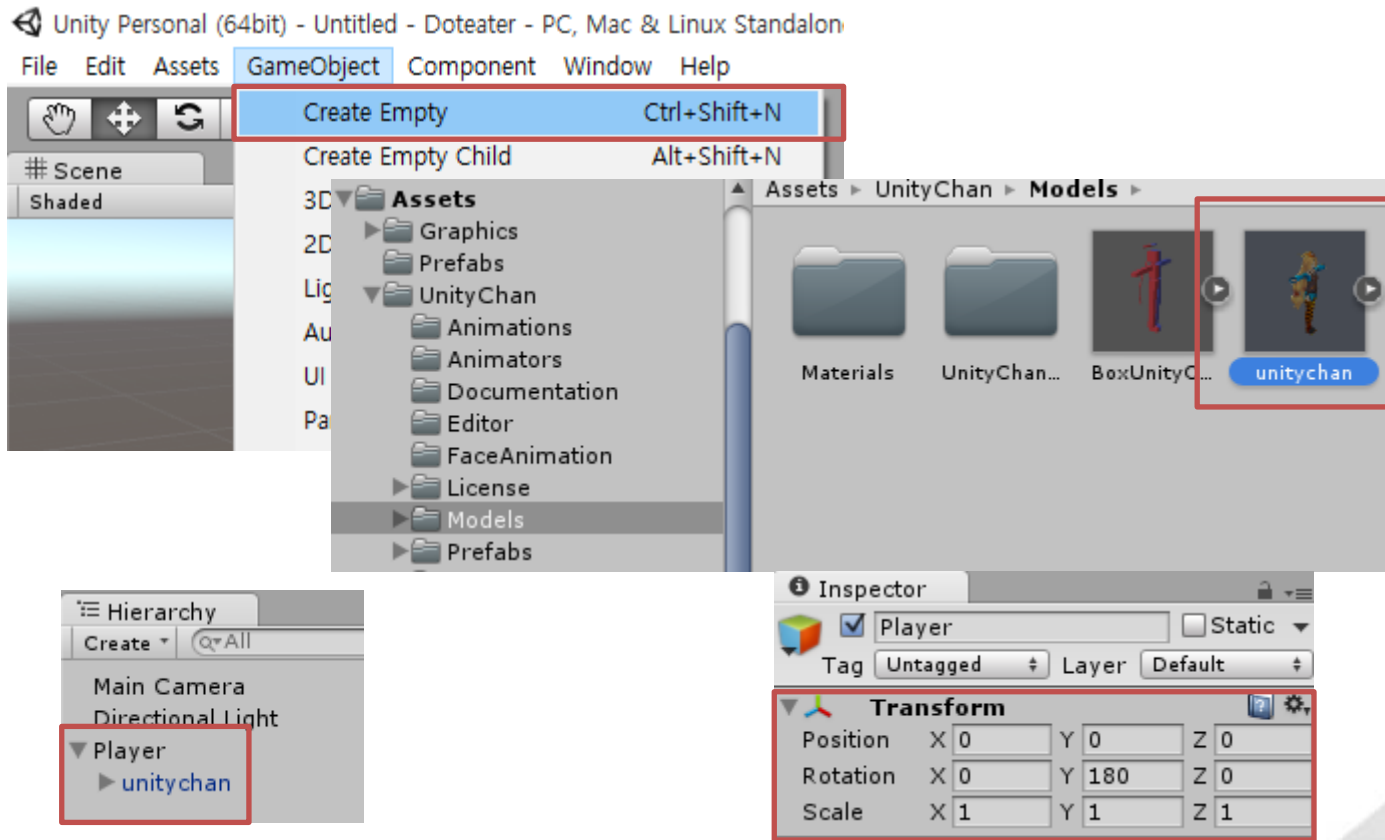 Unity Personal (64bit) - Untitled - Doteater - PC, Mac & Linux Standalon
File Edit Assets GameObject Component Window Help
Create Empty Ctrl+Shift+N
Create Empty Child Alt+Shift+N
# Scene
Shaded
3D
2D
Lig
Au
UI
Pa
Assets
Graphics
Prefabs
UnityChan
Animations
Animators
Documentation
Editor
FaceAnimation
License
Models
Prefabs
Assets ▸ UnityChan ▸ Models ▸
Materials UnityChan... BoxUnityC... unitychan
Hierarchy
Create All
Main Camera
Directional Light
Player
unitychan
Inspector
Player Static
Tag Untagged Layer Default
Transform
Position X 0 Y 0 Z 0
Rotation X 0 Y 180 Z 0
Scale X 1 Y 1 Z 1